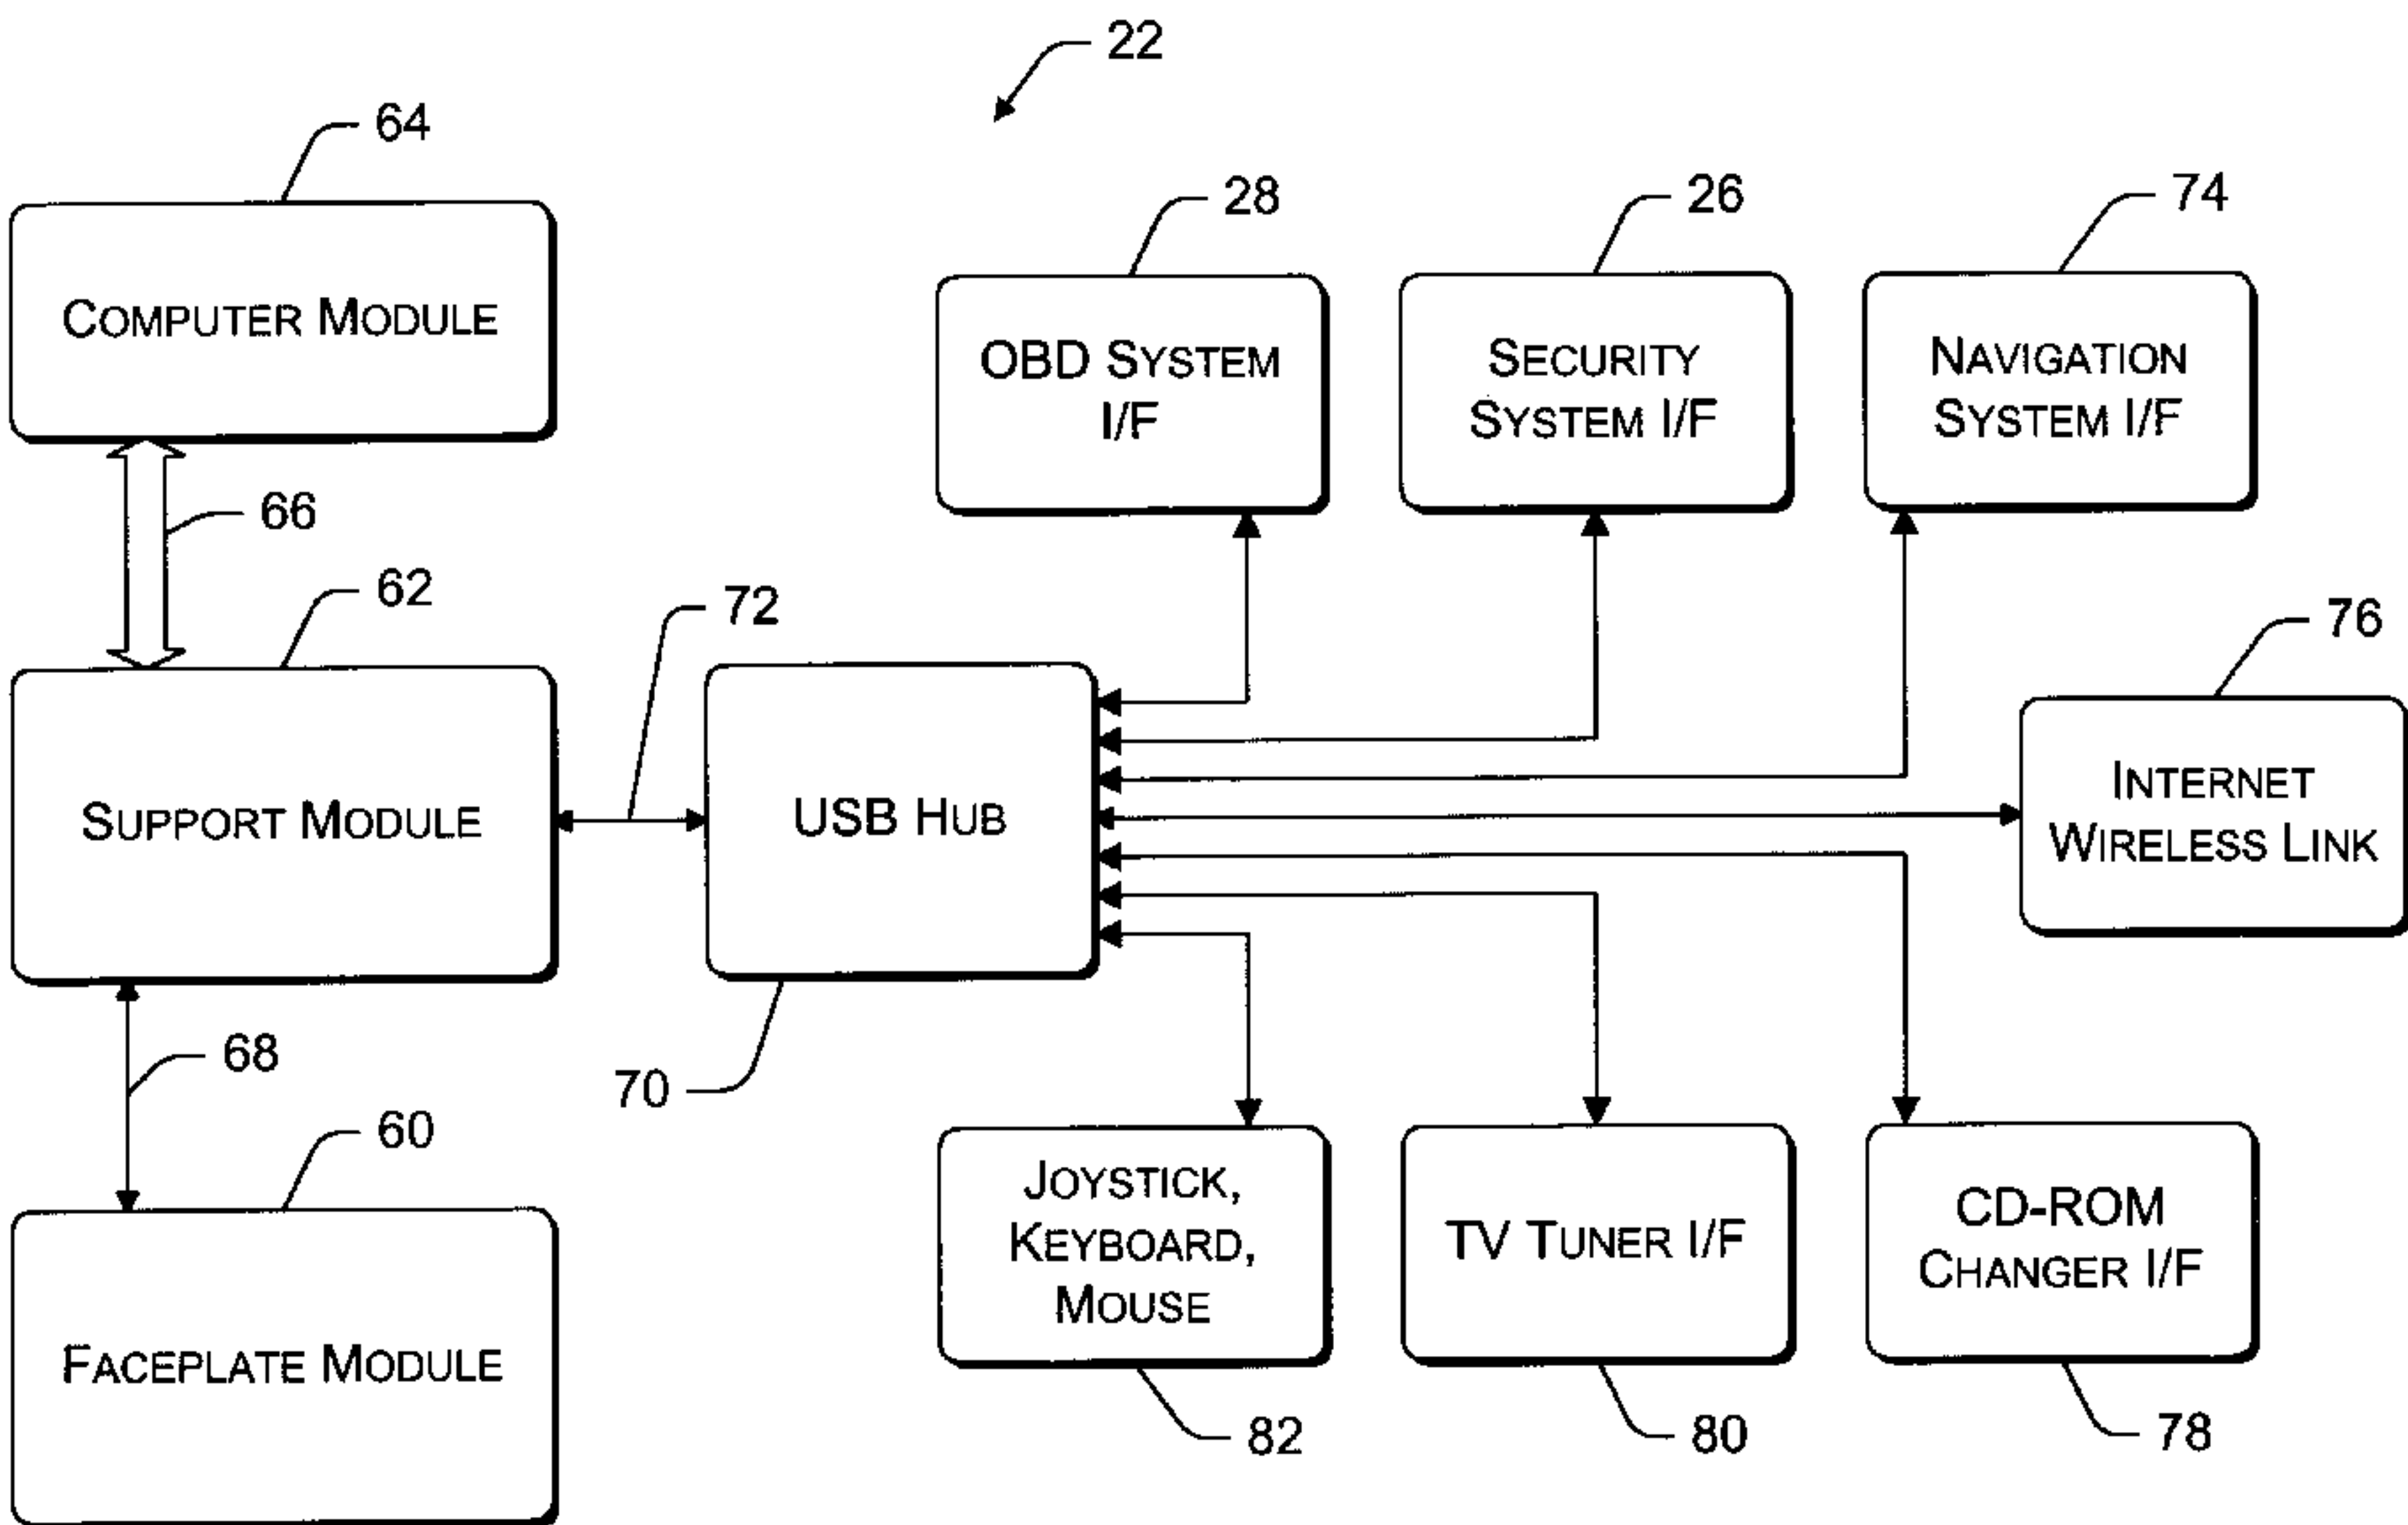 22
64
COMPUTER MODULE
28
OBD SYSTEM
I/F
26
SECURITY
SYSTEM I/F
74
NAVIGATION
SYSTEM I/F
66
62
SUPPORT MODULE
72
USB HUB
70
76
INTERNET
WIRELESS LINK
68
60
FACEPLATE MODULE
JOYSTICK,
KEYBOARD,
MOUSE
82
TV TUNER I/F
80
CD-ROM
CHANGER I/F
78